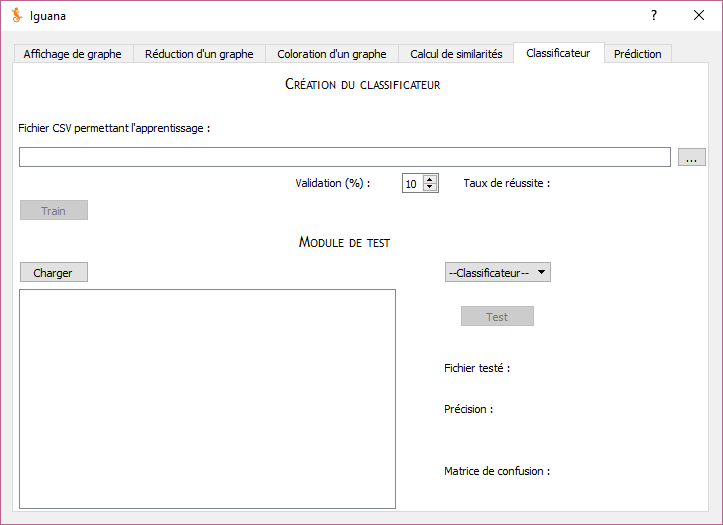 Iguana
?
Affichage de graphe
Réduction d'un graphe
Coloration d'un graphe
Calcul de similarités
Classificateur
Prédiction
Création du classificateur
Fichier CSV permettant l'apprentissage :
...
Validation (%) :
10
Taux de réussite :
Train
Module de test
Charger
--Classificateur--
Test
Fichier testé :
Précision :
Matrice de confusion :